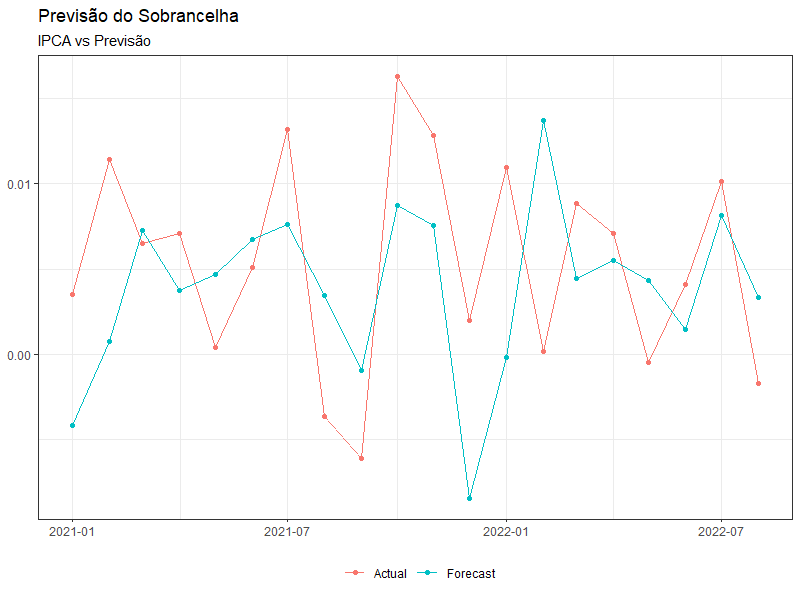 Previsão do Sobrancelha
IPCA vs Previsão
0.01
0.00
2021-01
2021-07
2022-01
2022-07
Actual
Forecast